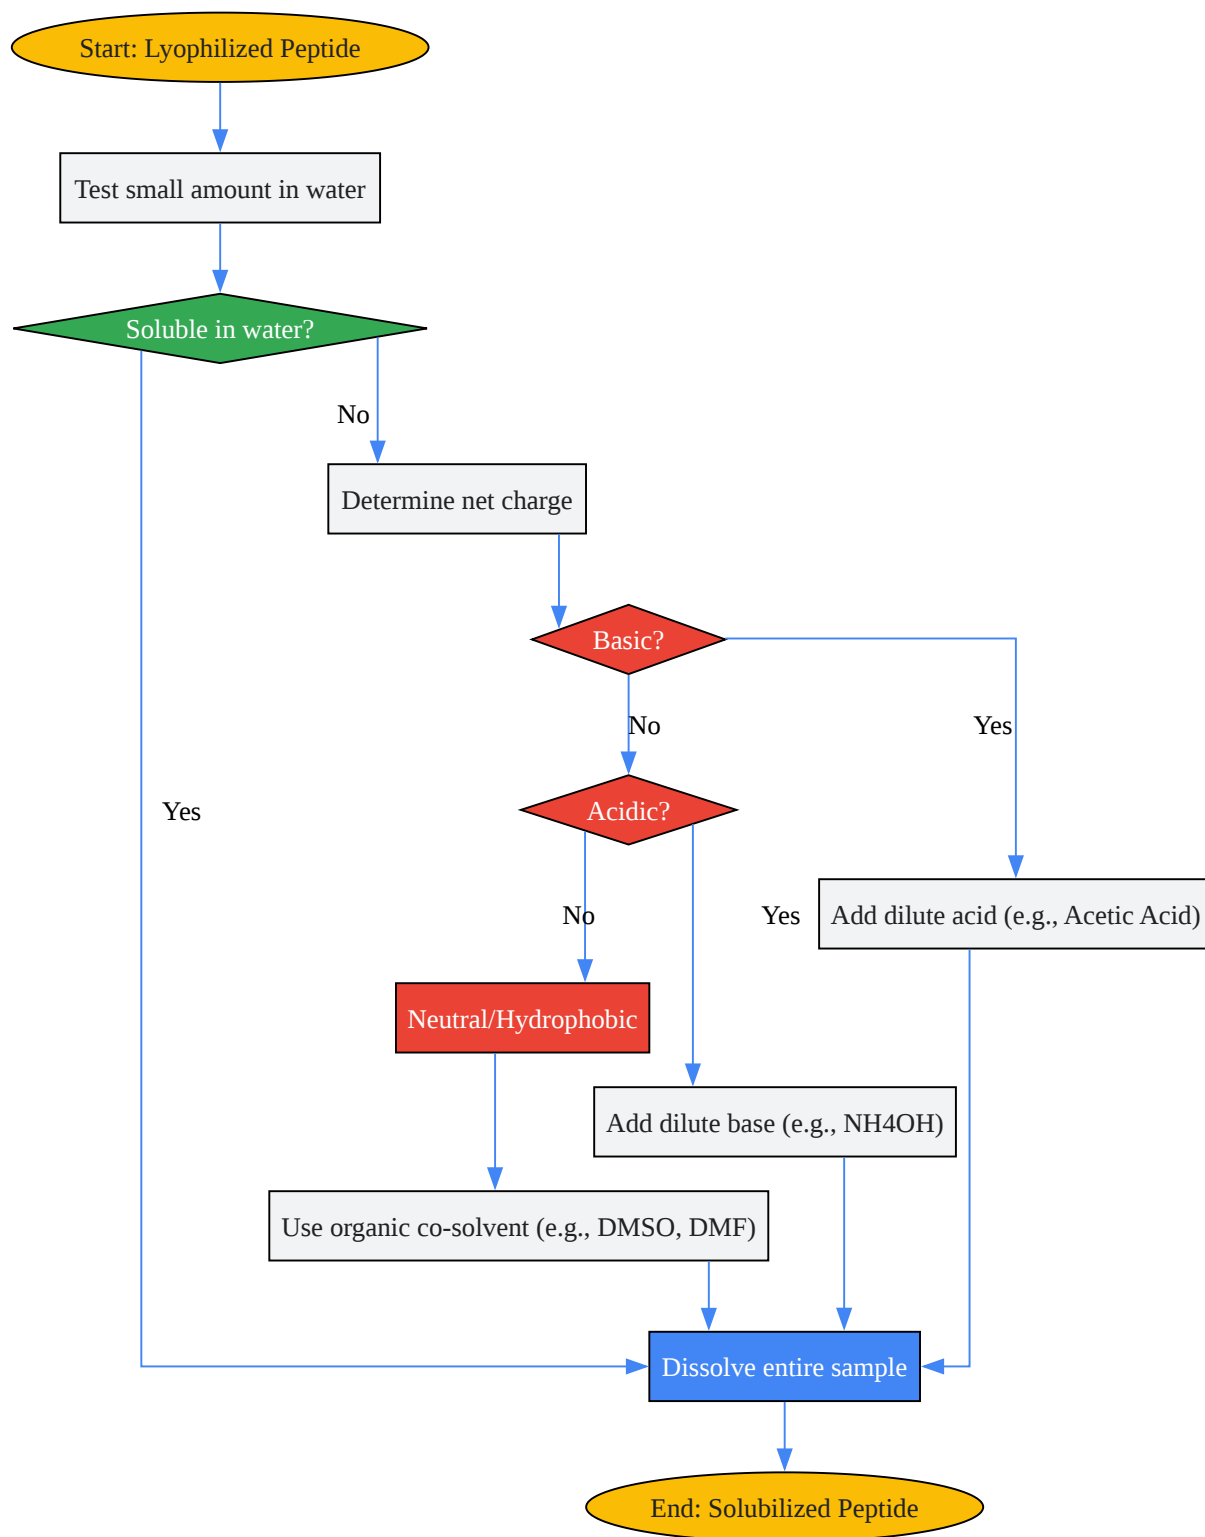 Start: Lyophilized Peptide
Test small amount in water
Soluble in water?
No
Determine net charge
Basic?
No
Yes
Acidic?
Yes
No
Yes
Add dilute acid (e.g., Acetic Acid)
Neutral/Hydrophobic
Add dilute base (e.g., NH4OH)
Use organic co-solvent (e.g., DMSO, DMF)
Dissolve entire sample
End: Solubilized Peptide